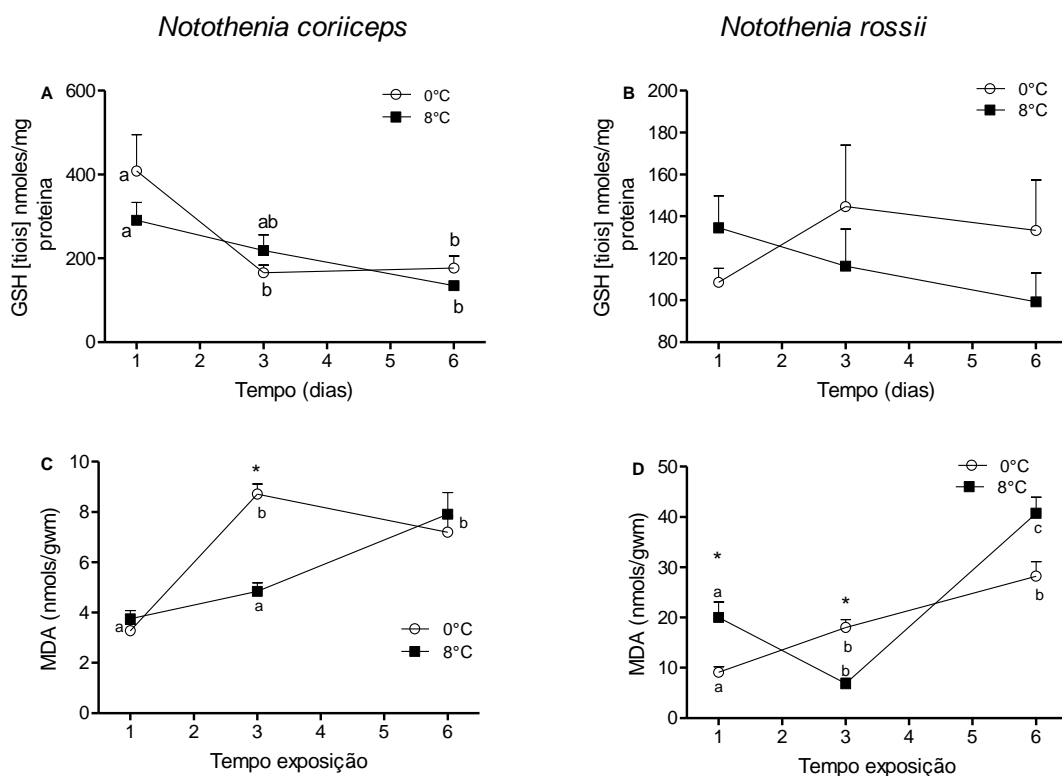 Notothenia coriiceps
Notothenia rossii
A
0°C
8°C
600
400
200
0
GSH [tiois] nmoles/mg
proteina
a
a
ab
b
b
b
1 2 3 4 5 6
Tempo (dias)
B
0°C
8°C
200
180
160
140
120
100
80
GSH [tiois] nmoles/mg
proteina
1 2 3 4 5 6
Tempo (dias)
C
10
8
6
4
2
0
MDA (nmols/gwm)
*
b
a
a
b
0°C
8°C
1 2 3 4 5 6
Tempo exposição
D
0°C
8°C
50
40
30
20
10
0
MDA (nmols/gwm)
*
a
a
*
b
b
c
b
1 2 3 4 5 6
Tempo exposição